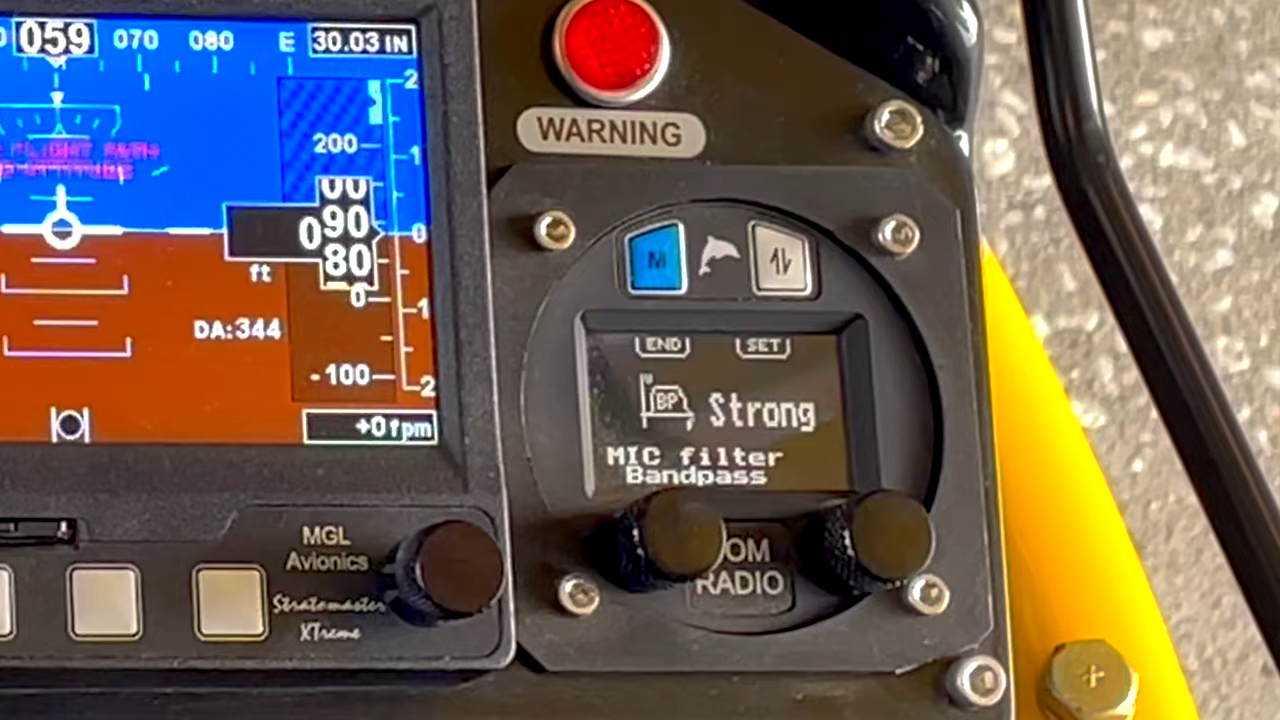 059 070 080 E 30.03 IN
2
200
1
00
090
80
0
ft
0
1
DA:344
-100
2
+0fpm
WARNING
M
END SET
BP Strong
MIC filter
Bandpass
RADIO
MGL
Avionics
Stratomaster
XTreme